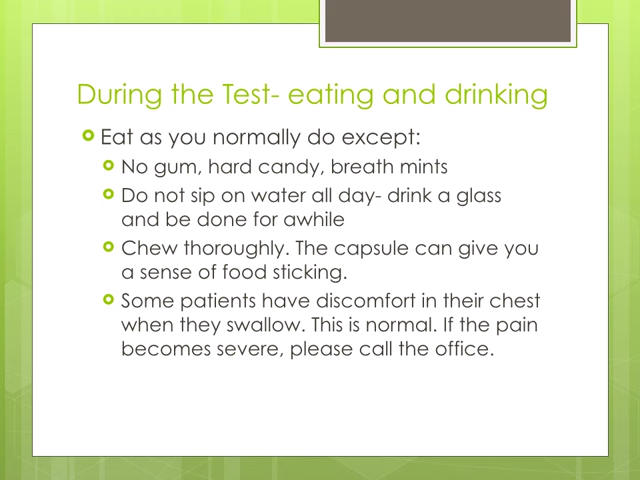 During the Test- eating and drinking
Eat as you normally do except:
No gum, hard candy, breath mints
Do not sip on water all day- drink a glass
and be done for awhile
Chew thoroughly. The capsule can give you
a sense of food sticking.
Some patients have discomfort in their chest
when they swallow. This is normal. If the pain
becomes severe, please call the office.